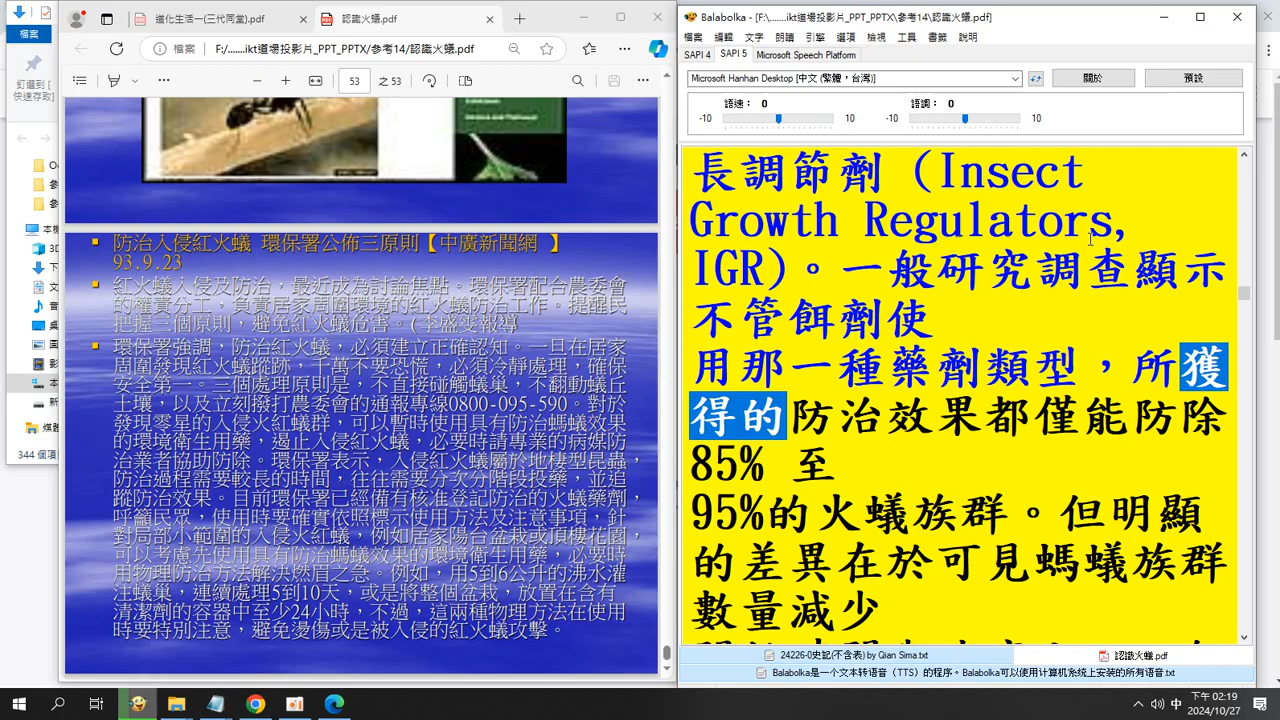 檔案
釘選到 [
快速存取]
344 個項
道化生活一(三代同堂).pdf
認識火蟻.pdf
檔案
F:/.......ikt道場投影片_PPT_PPTX/參考14/認識火蟻.pdf
53
之 53
防治入侵紅火蟻 環保署公佈三原則【中廣新聞網 】
93.9.23
紅火蟻入侵及防治，最近成為討論焦點。環保署配合農委會
的權責分工，負責居家周圍環境的紅火蟻防治工作。提醒民
把握三個原則，避免紅火蟻危害。(李盛雯報導
環保署強調，防治紅火蟻，必須建立正確認知。一旦在居家
周圍發現紅火蟻蹤跡，千萬不要恐慌，必須冷靜處理，確保
安全第一。三個處理原則是，不直接碰觸蟻巢，不翻動蟻丘
土壤，以及立刻撥打農委會的通報專線0800-095-590。對於
發現零星的入侵紅火蟻群，可以暫時使用具有防治螞蟻效果
的環境衛生用藥，遏止入侵紅火蟻，必要時請專業的病媒防
治業者協助防除。環保署表示，入侵紅火蟻屬於地棲型昆蟲，
防治過程需要較長的時間，往往需要分次分階段投藥，並追
蹤防治效果。目前環保署已經備有核准登記防治的火蟻藥劑，
呼籲民眾，使用時要確實依照標示使用方法及注意事項，針
對局部小範圍的入侵火紅蟻，例如居家陽台盆栽或頂樓花園，
可以考慮先使用具有防治螞蟻效果的環境衛生用藥，必要時
用物理防治方法解決燃眉之急。例如，用5到6公升的沸水灌
注蟻巢，連續處理5到10天，或是將整個盆栽，放置在含有
清潔劑的容器中至少24小時，不過，這兩種物理方法在使用
時要特別注意，避免燙傷或是被入侵的紅火蟻攻擊。
Balabolka - [F:\.......ikt道場投影片_PPT_PPTX\參考14\認識火蟻.pdf]
檔案 編輯 文字 朗讀 引擎 選項 檢視 工具 書籤 說明
SAPI 4 SAPI 5 Microsoft Speech Platform
Microsoft Hanhan Desktop [中文 (繁體，台灣)]
關於
預設
語速： 0
語調： 0
-10 10 -10 10
長調節劑（Insect
Growth Regulators,
IGR)。一般研究調查顯示
不管餌劑使
用那一種藥劑類型，所獲
得的防治效果都僅能防除
85% 至
95%的火蟻族群。但明顯
的差異在於可見螞蟻族群
數量減少
24226-0史記(不含表) by Qian Sima.txt
認識火蟻.pdf
Balabolka是一个文本转语音（TTS）的程序。Balabolka可以使用计算机系统上安装的所有语音.txt
中
下午 02:19
2024/10/27